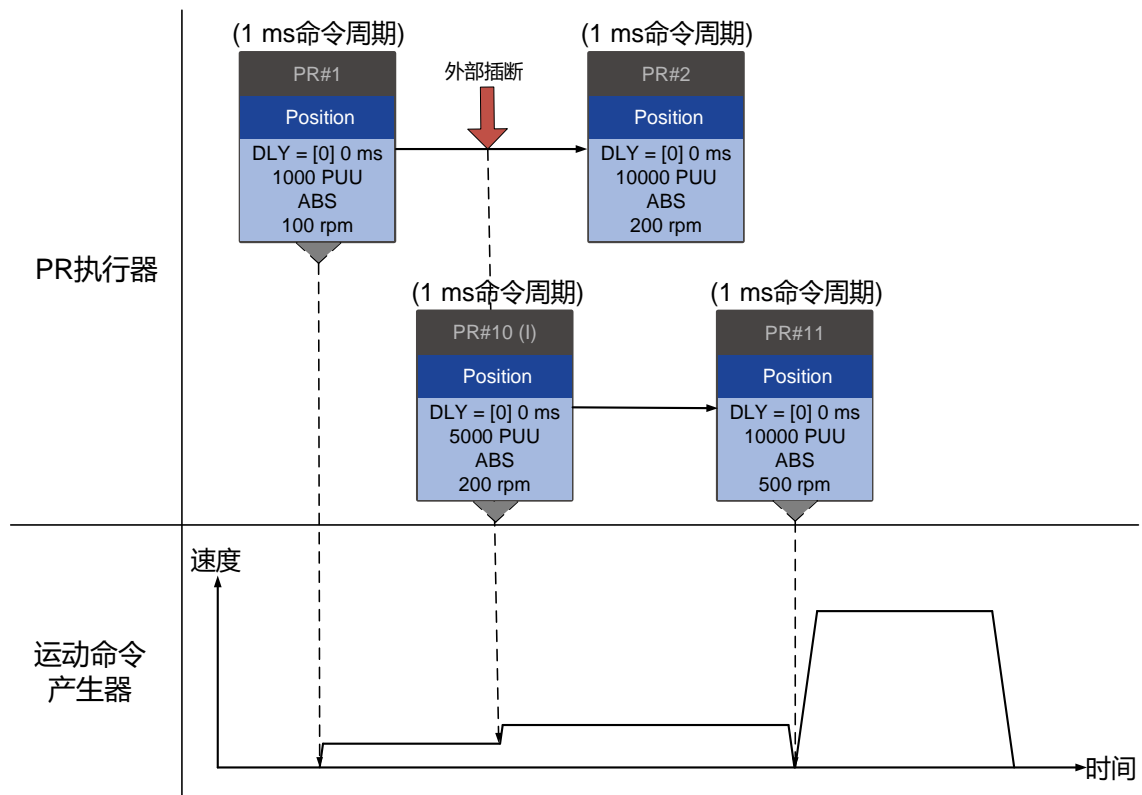 (1 ms命令周期)
(1 ms命令周期)
PR#1
外部插断
PR#2
Position
Position
DLY = [0] 0 ms
1000 PUU
ABS
100 rpm
DLY = [0] 0 ms
10000 PUU
ABS
200 rpm
PR执行器
(1 ms命令周期)
(1 ms命令周期)
PR#10 (I)
PR#11
Position
Position
DLY = [0] 0 ms
5000 PUU
ABS
200 rpm
DLY = [0] 0 ms
10000 PUU
ABS
500 rpm
速度
运动命令
产生器
时间